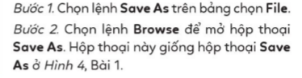 Bước 1. Chọn lệnh Save As trên bảng chọn File.
Bước 2. Chọn lệnh Browse để mở hộp thoại
Save As. Hộp thoại này giống hộp thoại Save
As ở Hình 4, Bài 1.